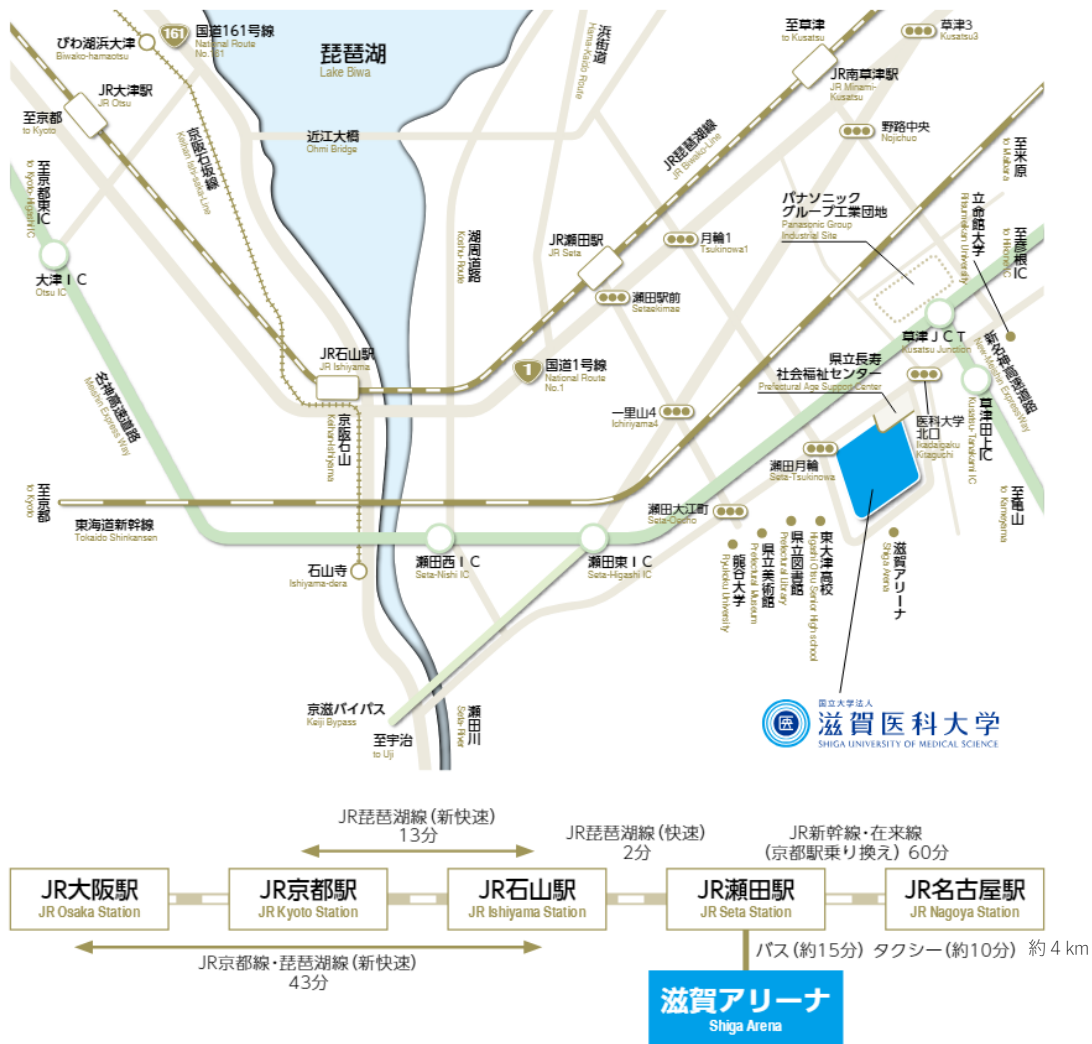 161
国道161号線
National Route
No.161
びわ湖浜大津
Biwako-hamaotsu
琵琶湖
Lake Biwa
浜街道
Hama-Kaido Route
至草津
to Kusatsu
草津3
Kusatsu3
JR大津駅
JR Otsu
JR南草津駅
JR Minami-
Kusatsu
至京都
to Kyoto
京阪石坂線
Keihan Ishi-saka-Line
近江大橋
Ohmi Bridge
JR琵琶湖線
JR Biwako-Line
野路中央
Nojichuo
至米原
to Maibara
至京都東IC
to Kyoto-Higashi IC
パナソニック
グループ工業団地
Panasonic Group
Industrial Site
立命館大学
Ritsumeikan University
至彦根IC
to Hikone IC
大津IC
Otsu IC
湖周道路
Koshu-Route
JR瀬田駅
JR Seta
月輪1
Tsukinowa1
瀬田駅前
Setaekimae
草津JCT
Kusatsu Junction
新名神高速道路
New-Meishin ExpressWay
JR石山駅
JR Ishiyama
1
国道1号線
National Route
No.1
県立長寿
社会福祉センター
Prefectural Age Support Center
名神高速道路
Meishin Express Way
京阪石山
Keihan-Ishiyama
一里山4
Ichiriyama4
医科大学
北口
Ikadaigaku
Kitaguchi
草津田上IC
Kusatsu-Tanakami IC
瀬田月輪
Seta-Tsukinowa
至京都
to Kyoto
東海道新幹線
Tokaido Shinkansen
瀬田大江町
Seta-Oecho
至亀山
to Kameyama
石山寺
Ishiyama-dera
瀬田西IC
Seta-Nishi IC
瀬田東IC
Seta-Higashi IC
龍谷大学
Ryukoku University
県立美術館
Prefectural Museum
県立図書館
Prefectural Library
東大津高校
Higashi Otsu Senior High school
滋賀アリーナ
Shiga Arena
京滋バイパス
Keiji Bypass
至宇治
to Uji
瀬田川
Seta-River
医
国立大学法人
滋賀医科大学
SHIGA UNIVERSITY OF MEDICAL SCIENCE
JR琵琶湖線(新快速)
13分
JR琵琶湖線(快速)
2分
JR新幹線・在来線
(京都駅乗り換え) 60分
JR大阪駅
JR Osaka Station
JR京都駅
JR Kyoto Station
JR石山駅
JR Ishiyama Station
JR瀬田駅
JR Seta Station
JR名古屋駅
JR Nagoya Station
JR京都線・琵琶湖線(新快速)
43分
バス(約15分) タクシー(約10分) 約 4 km
滋賀アリーナ
Shiga Arena